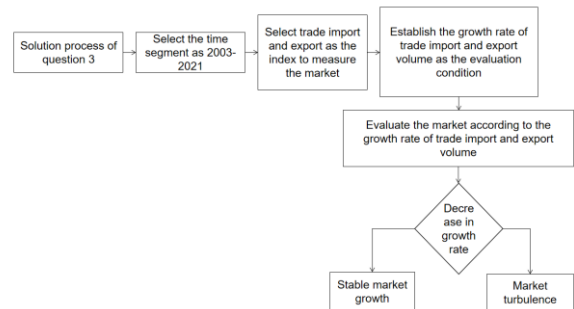 Solution process of
question 3
Select the time
segment as 2003-
2021
Select trade import
and export as the
index to measure
the market
Establish the growth rate of
trade import and export
volume as the evaluation
condition
Evaluate the market according to the
growth rate of trade import and export
volume
Decre
ase in
growth
rate
Stable market
growth
Market
turbulence